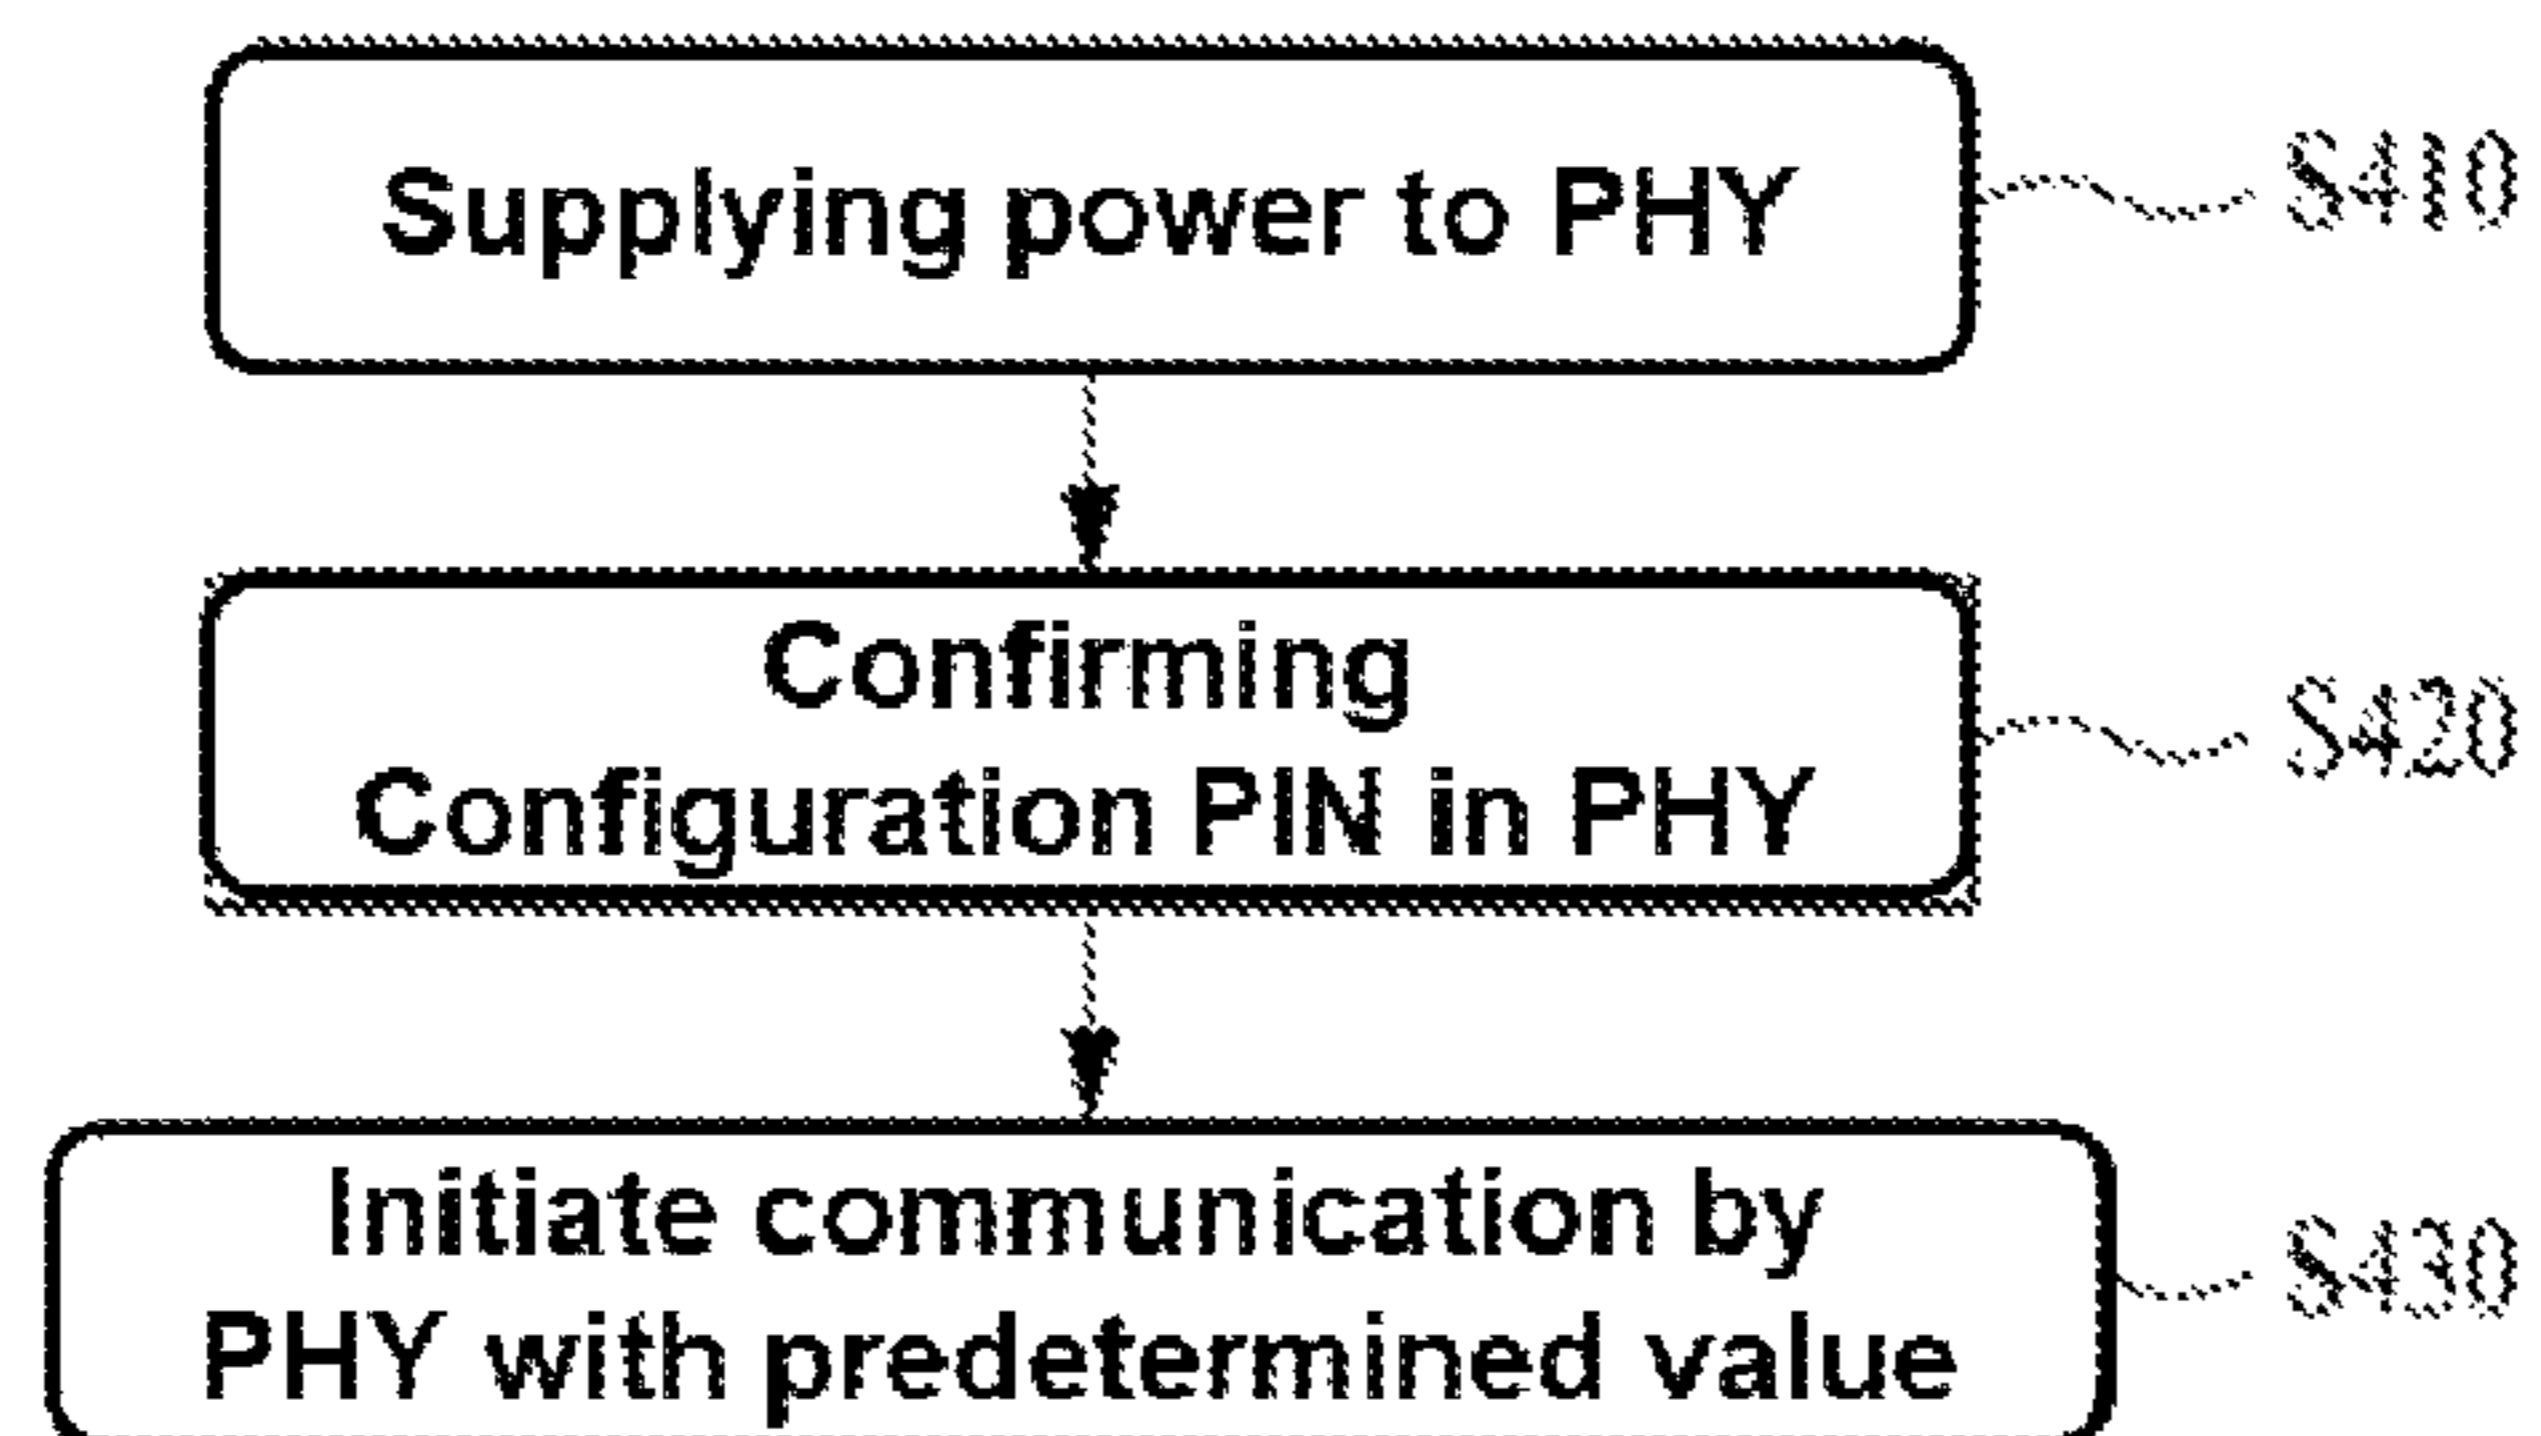 Supplying power to PHY
S410
Confirming
Configuration PIN in PHY
S420
Initiate communication by
PHY with predetermined value
S430